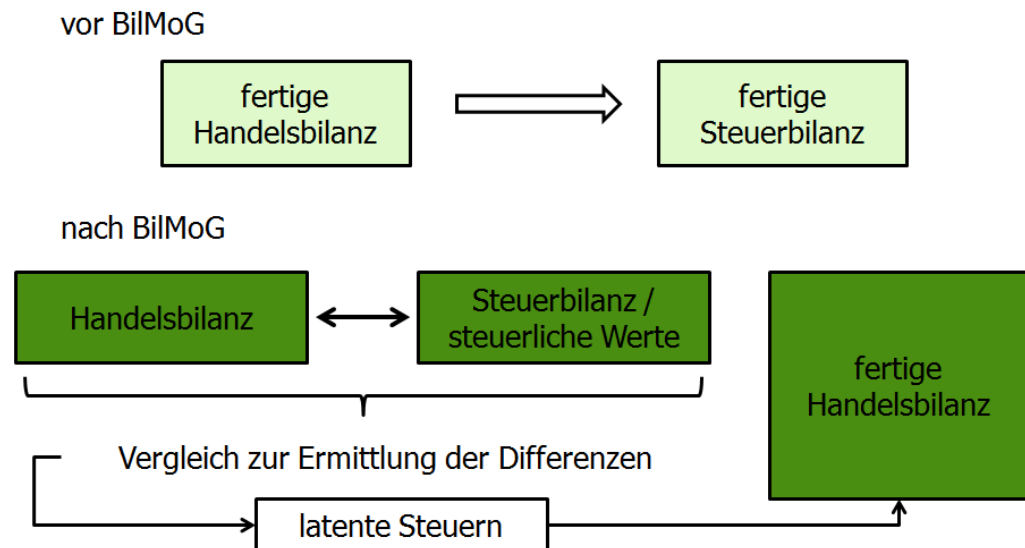 vor BilMoG
fertige
Handelsbilanz
fertige
Steuerbilanz
nach BilMoG
Handelsbilanz
Steuerbilanz /
steuerliche Werte
fertige
Handelsbilanz
Vergleich zur Ermittlung der Differenzen
latente Steuern